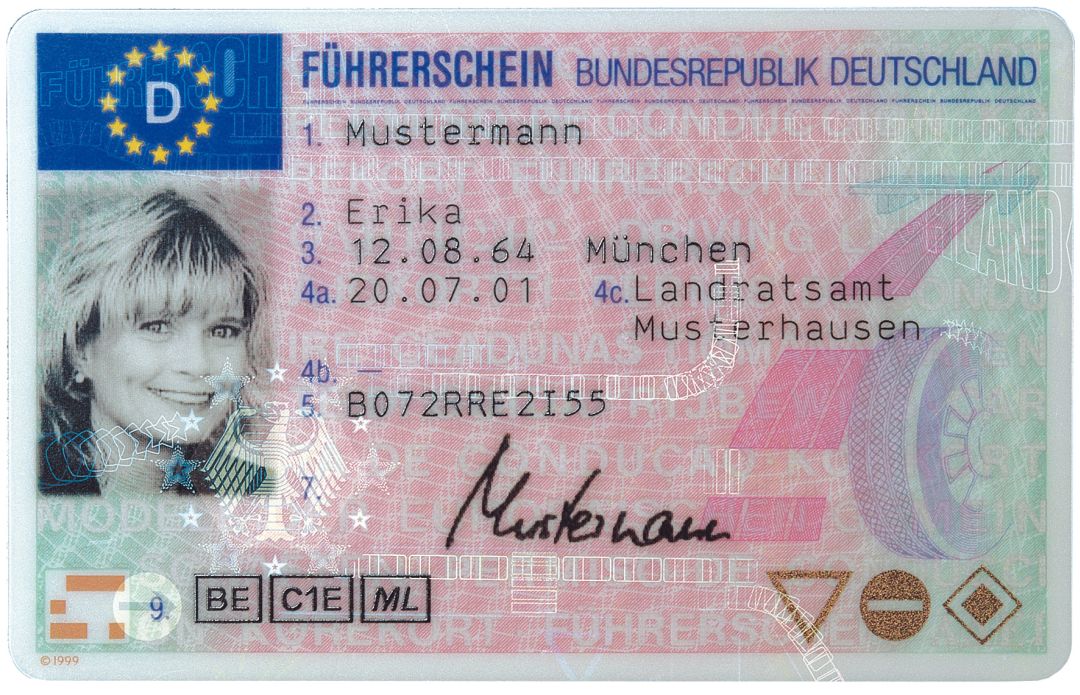 D
FÜHRERSCHEIN BUNDESREPUBLIK DEUTSCHLAND
1. Mustermann
2. Erika
3. 12.08.64 München
4a. 20.07.01 4c. Landratsamt
Musterhausen
4b. —
5. B072RRE2I55
7. Mustermann
9. BE C1E ML
© 1999